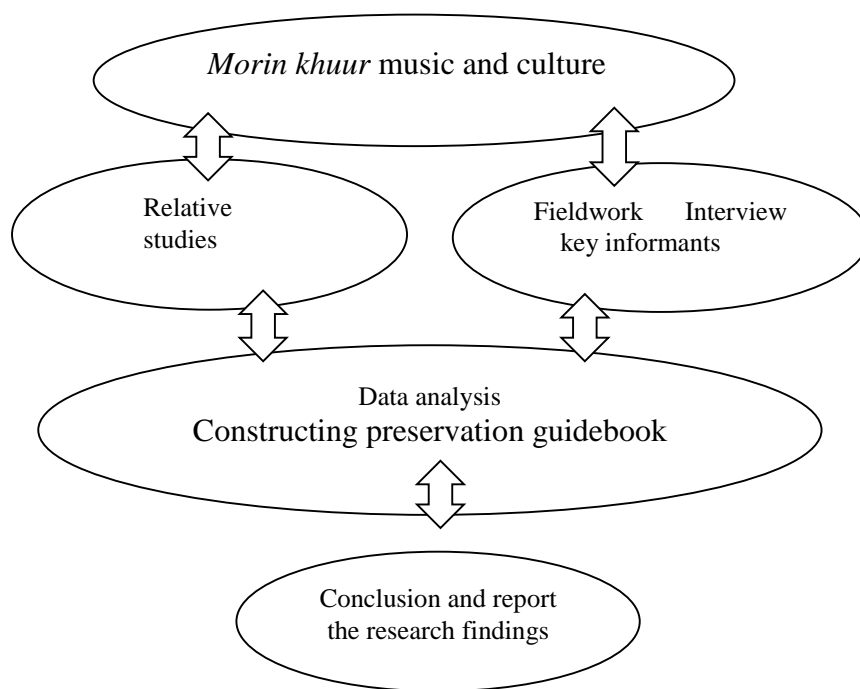 Morin khuur music and culture
Relative
studies
Fieldwork Interview
key informants
Data analysis
Constructing preservation guidebook
Conclusion and report
the research findings